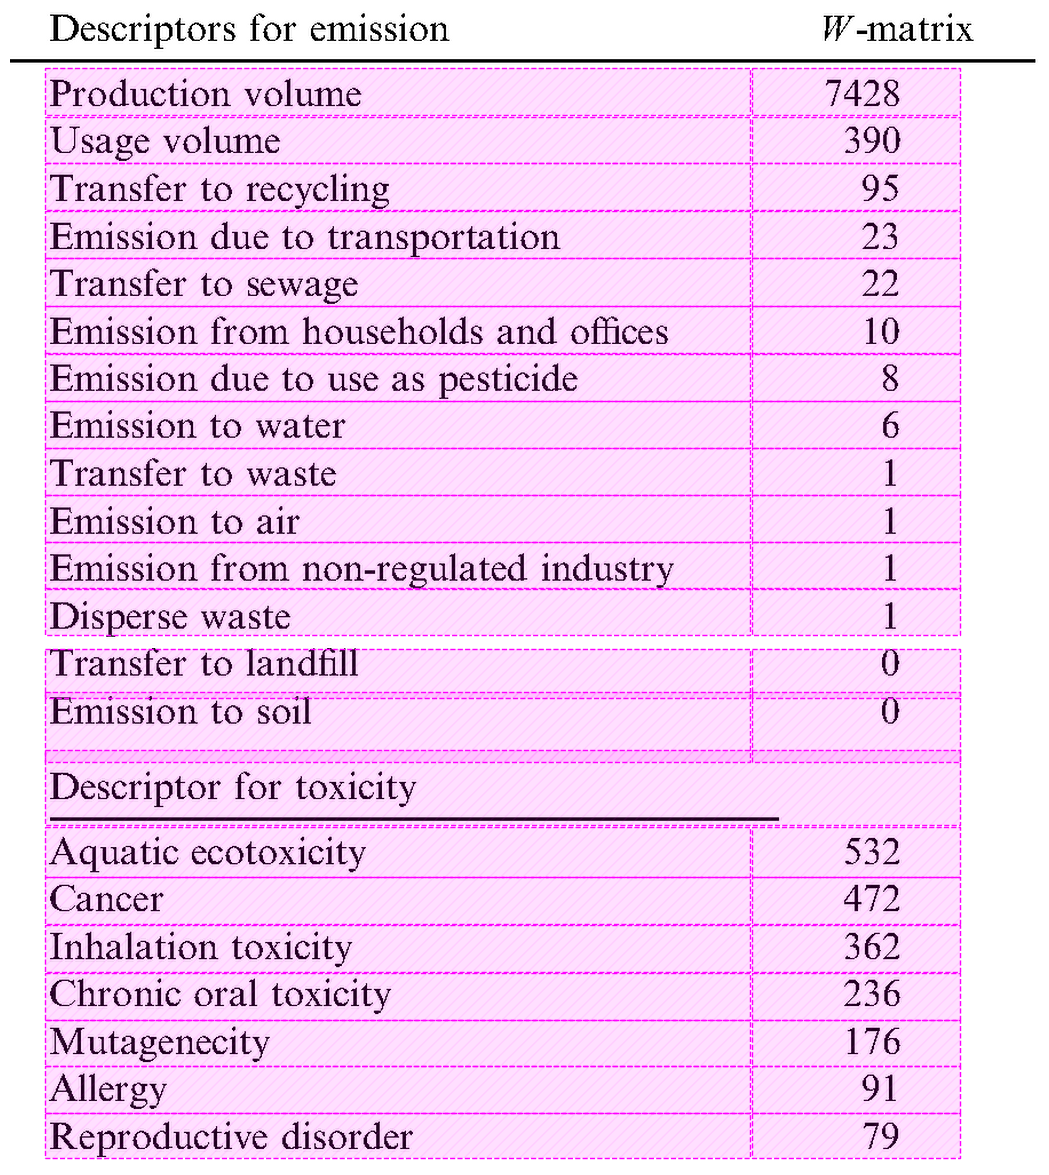 Descriptors for emission W-matrix
Production volume 7428
Usage volume 390
Transfer to recycling 95
Emission due to transportation 23
Transfer to sewage 22
Emission from households and offices 10
Emission due to use as pesticide 8
Emission to water 6
Transfer to waste 1
Emission to air 1
Emission from non-regulated industry 1
Disperse waste 1
Transfer to landfill 0
Emission to soil 0
Descriptor for toxicity
Aquatic ecotoxicity 532
Cancer 472
Inhalation toxicity 362
Chronic oral toxicity 236
Mutagenecity 176
Allergy 91
Reproductive disorder 79